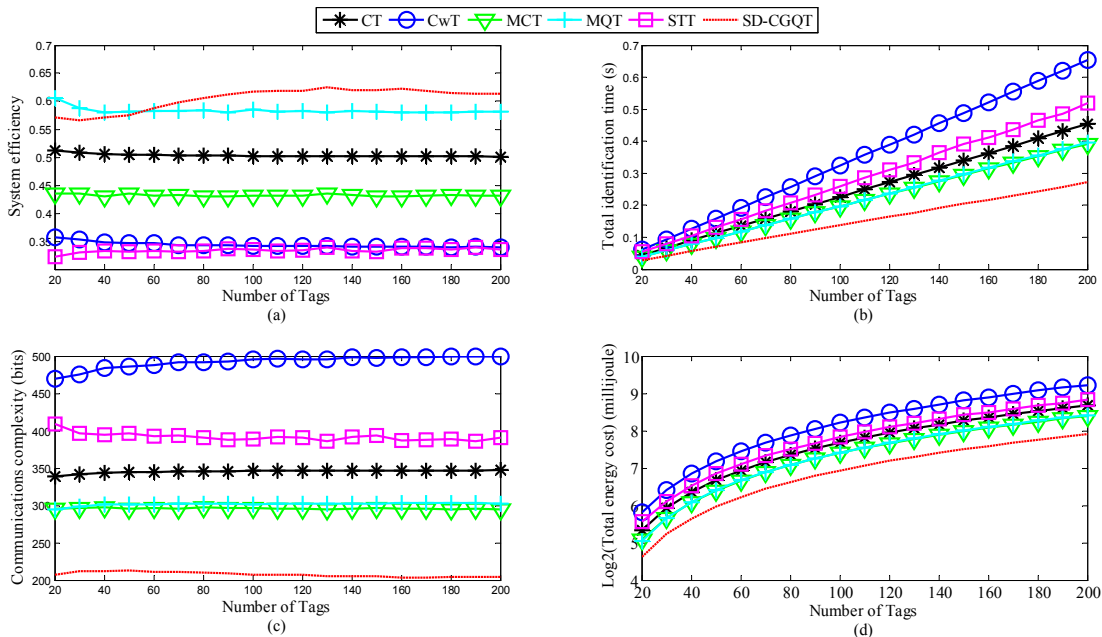 CT CwT MCT MQT STT SD-CGQT
0.7
0.65
0.6
0.55
0.5
0.45
0.4
0.35
System efficiency
20 40 60 80 100 120 140 160 180 200
Number of Tags
(a)
0.7
0.6
0.5
0.4
0.3
0.2
0.1
0
Total identification time (s)
20 40 60 80 100 120 140 160 180 200
Number of Tags
(b)
500
450
400
350
300
250
200
Communications complexity (bits)
20 40 60 80 100 120 140 160 180 200
Number of Tags
(c)
10
9
8
7
6
5
4
Log2(Total energy cost) (millijoule)
20 40 60 80 100 120 140 160 180 200
Number of Tags
(d)